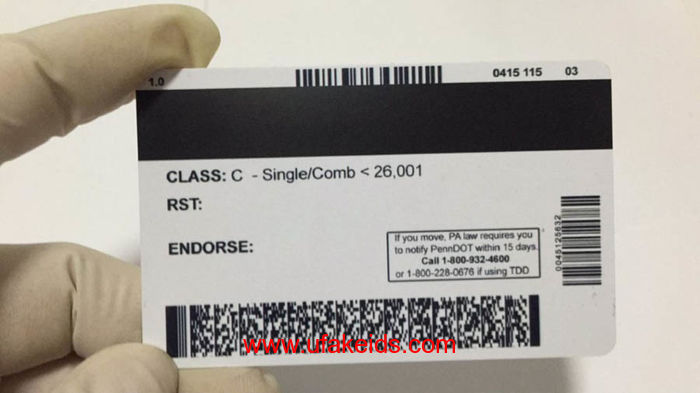 1.0 0415 115 03
CLASS: C - Single/Comb < 26,001
RST:
ENDORSE:
If you move, PA law requires you
to notify PennDOT within 15 days.
Call 1-800-932-4600
or 1-800-228-0676 if using TDD
0045125632
www.ufakeids.com